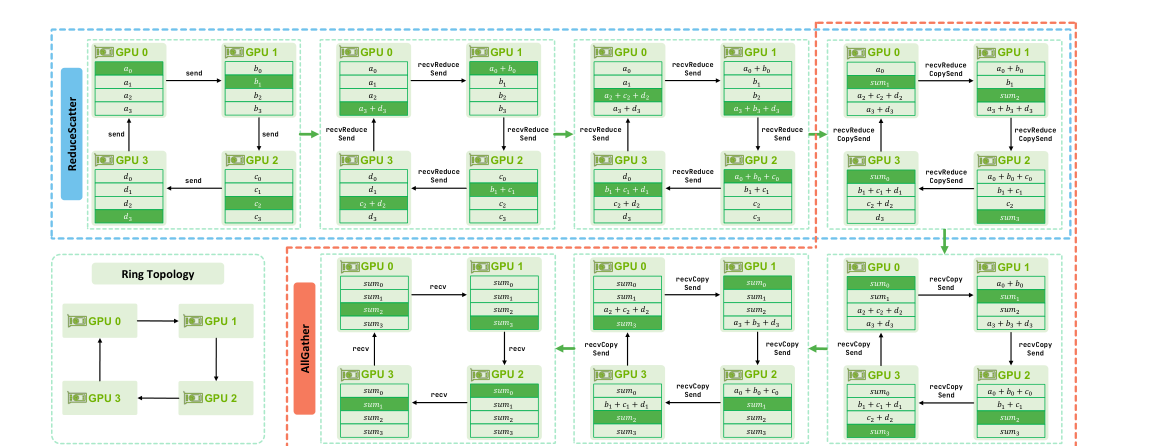 ReduceScatter
GPU 0
a₀
a₁
a₂
a₃
send
GPU 1
b₀
b₁
b₂
b₃
send
send
GPU 3
d₀
d₁
d₂
d₃
send
GPU 2
c₀
c₁
c₂
c₃
GPU 0
a₀
a₁
a₂
a₃ + d₃
recvReduce
Send
GPU 1
a₀ + b₀
b₁
b₂
b₃
recvReduce
Send
recvReduce
Send
GPU 3
d₀
d₁
c₂ + d₂
d₃
recvReduce
Send
GPU 2
c₀
b₁ + c₁
c₂
c₃
GPU 0
a₀
a₁
a₂ + c₂ + d₂
a₃ + d₃
recvReduce
Send
GPU 1
a₀ + b₀
b₁
b₂
a₃ + b₃ + d₃
recvReduce
Send
recvReduce
Send
GPU 3
d₀
b₁ + c₁ + d₁
c₂ + d₂
d₃
recvReduce
Send
GPU 2
a₀ + b₀ + c₀
b₁ + c₁
c₂
c₃
GPU 0
a₀
sum₁
a₂ + c₂ + d₂
a₃ + d₃
recvReduce
CopySend
GPU 1
a₀ + b₀
b₁
sum₂
a₃ + b₃ + d₃
recvReduce
CopySend
recvReduce
CopySend
GPU 3
sum₀
b₁ + c₁ + d₁
c₂ + d₂
d₃
recvReduce
CopySend
GPU 2
a₀ + b₀ + c₀
b₁ + c₁
c₂
sum₃
Ring Topology
GPU 0
GPU 1
GPU 3
GPU 2
AllGather
GPU 0
sum₀
sum₁
sum₂
sum₃
recv
GPU 1
sum₀
sum₁
sum₂
sum₃
recv
recv
GPU 3
sum₀
sum₁
sum₂
sum₃
recv
GPU 2
sum₀
sum₁
sum₂
sum₃
GPU 0
sum₀
sum₁
a₂ + c₂ + d₂
sum₃
recvCopy
Send
GPU 1
sum₀
sum₁
sum₂
a₃ + b₃ + d₃
recvCopy
Send
recvCopy
Send
GPU 3
sum₀
b₁ + c₁ + d₁
sum₂
sum₃
recvCopy
Send
GPU 2
a₀ + b₀ + c₀
sum₁
sum₂
sum₃
GPU 0
sum₀
sum₁
a₂ + c₂ + d₂
a₃ + d₃
recvCopy
Send
GPU 1
a₀ + b₀
sum₁
sum₂
a₃ + b₃ + d₃
recvCopy
Send
recvCopy
Send
GPU 3
sum₀
b₁ + c₁ + d₁
c₂ + d₂
sum₃
recvCopy
Send
GPU 2
a₀ + b₀ + c₀
b₁ + c₁
sum₂
sum₃